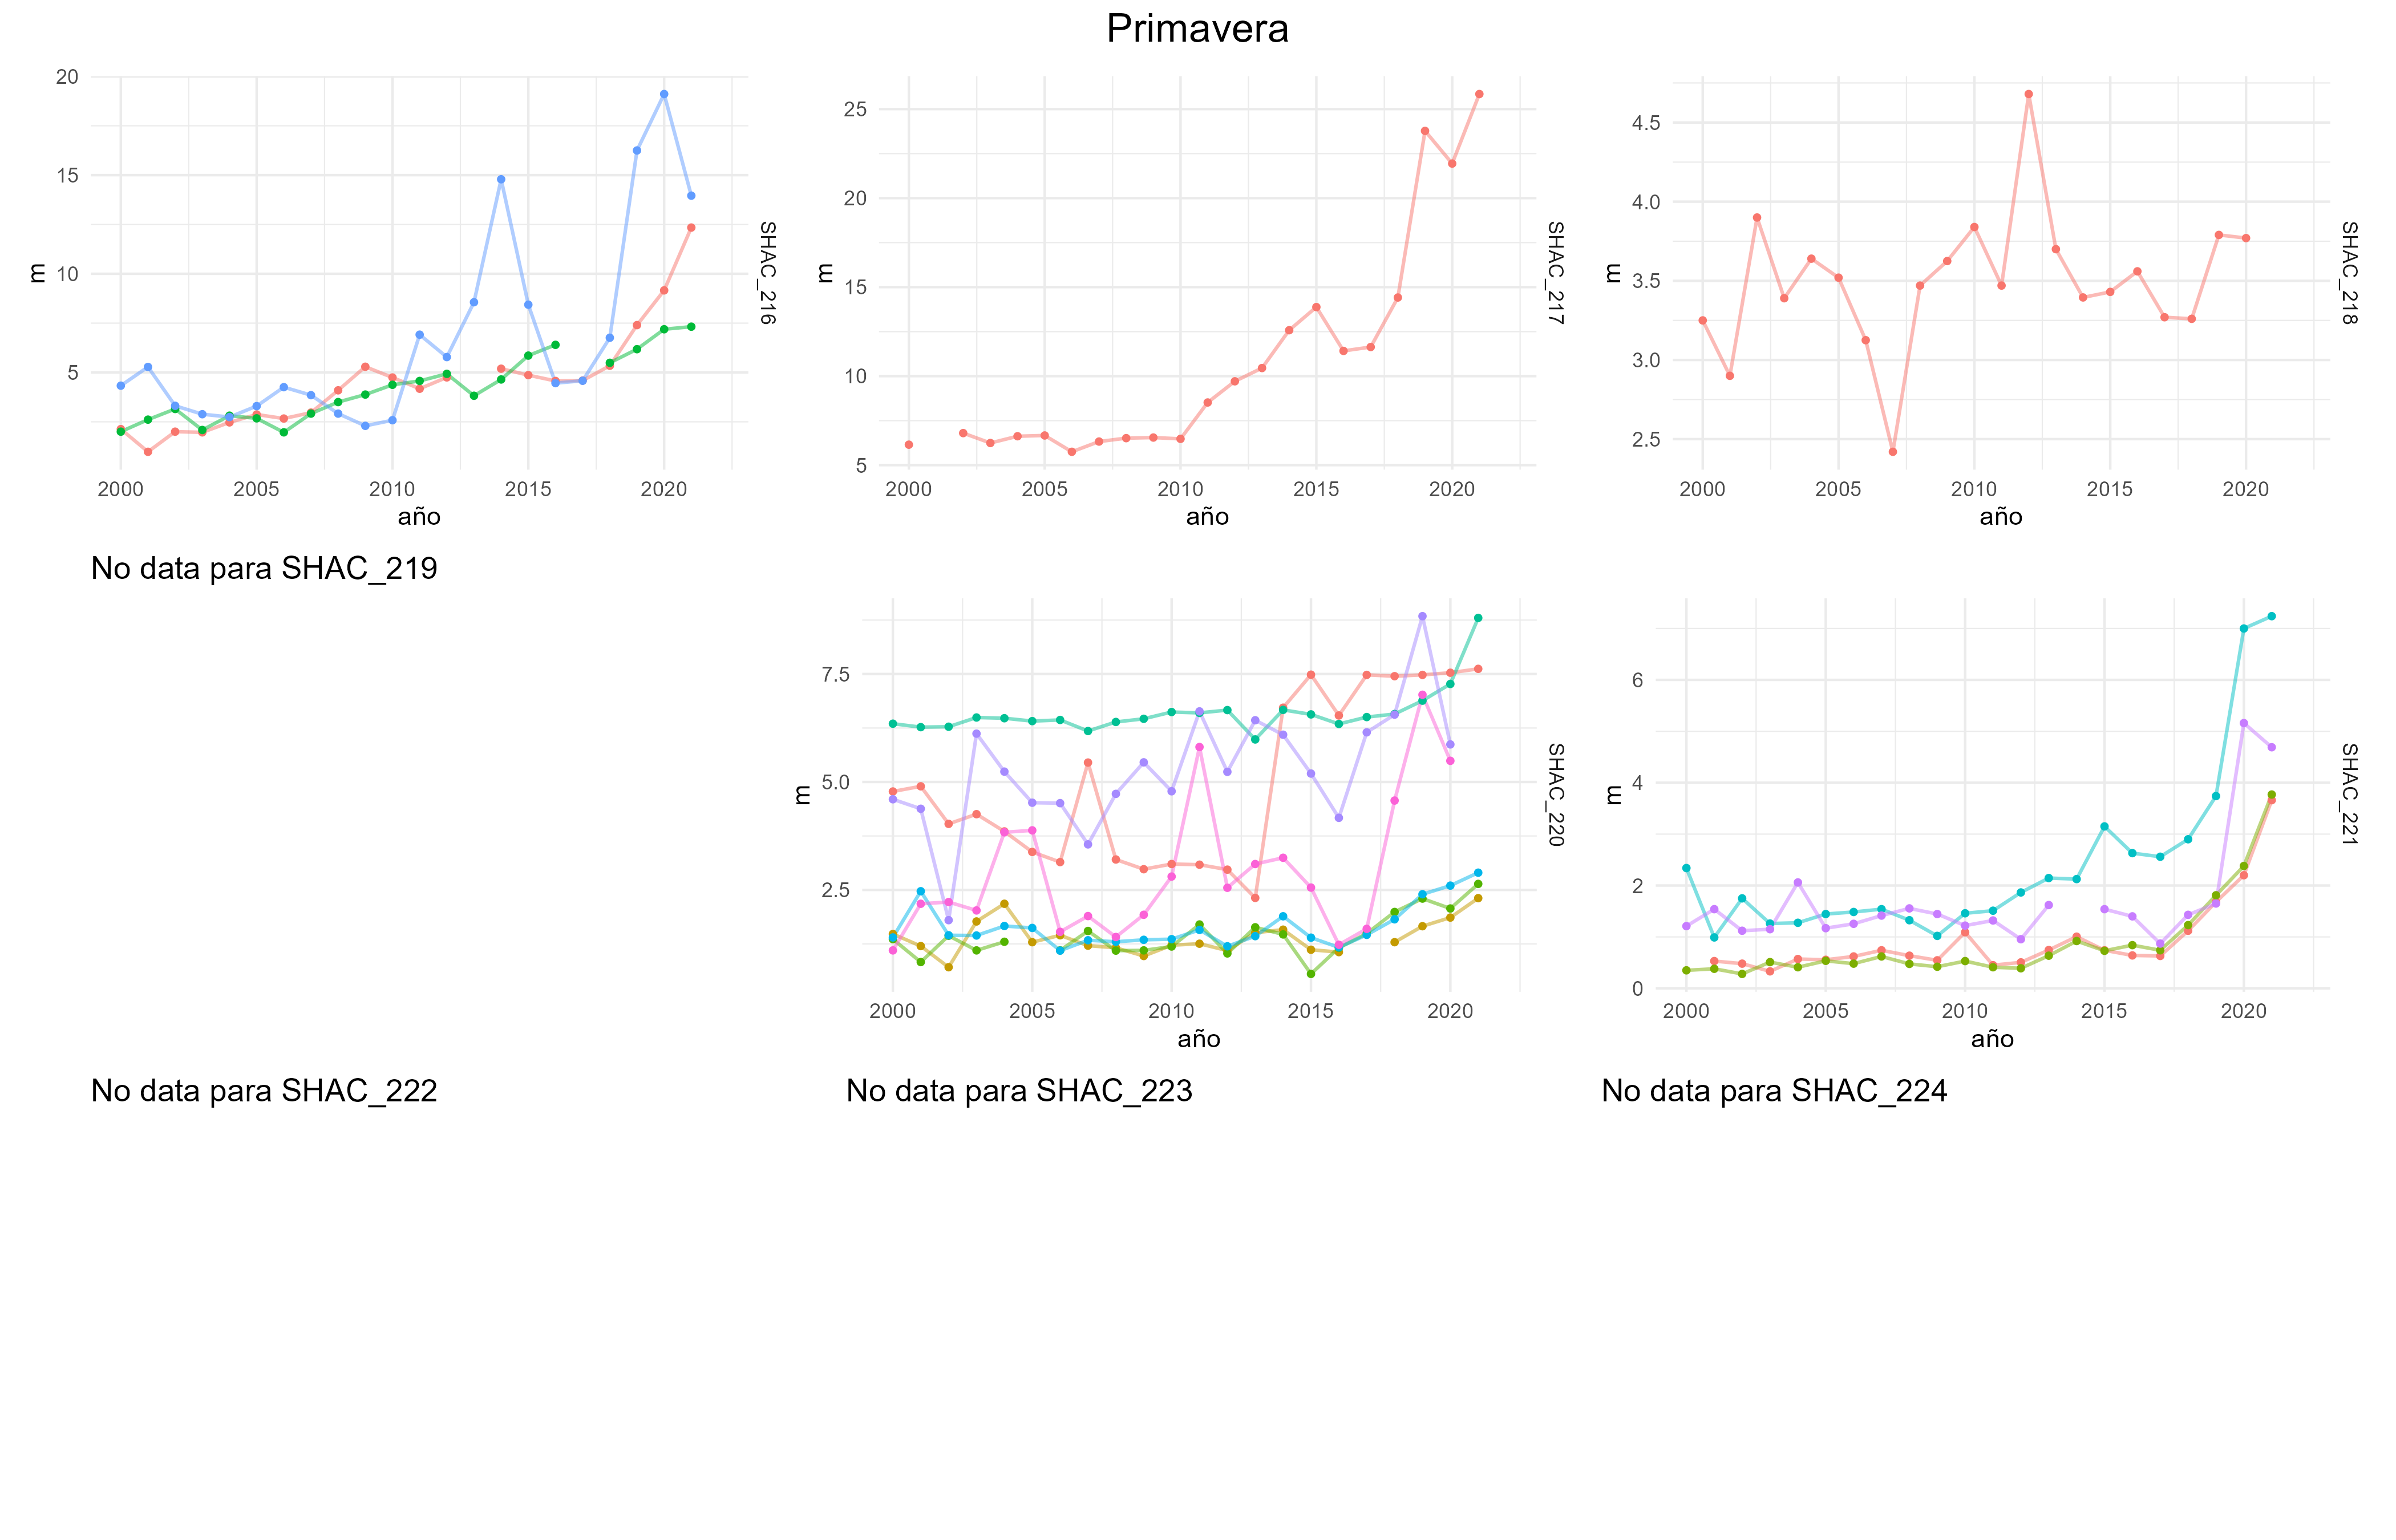 Primavera
20
15
10
5
m
2000 2005 2010 2015 2020
año
SHAC_216
25
20
15
10
5
m
2000 2005 2010 2015 2020
año
SHAC_217
4.5
4.0
3.5
3.0
2.5
m
2000 2005 2010 2015 2020
año
SHAC_218
No data para SHAC_219
7.5
5.0
2.5
m
2000 2005 2010 2015 2020
año
SHAC_220
6
4
2
0
m
2000 2005 2010 2015 2020
año
SHAC_221
No data para SHAC_222
No data para SHAC_223
No data para SHAC_224